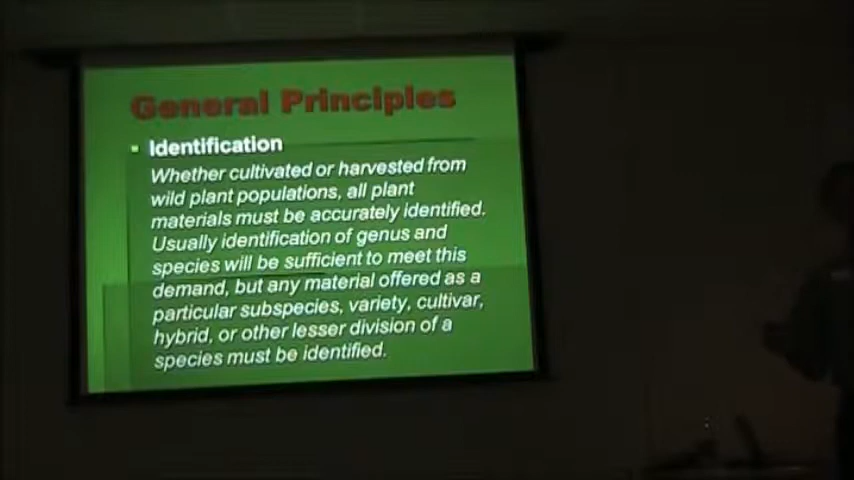 General Principles
Identification
Whether cultivated or harvested from
wild plant populations, all plant
materials must be accurately identified.
Usually identification of genus and
species will be sufficient to meet this
demand, but any material offered as a
particular subspecies, variety, cultivar,
hybrid, or other lesser division of a
species must be identified.